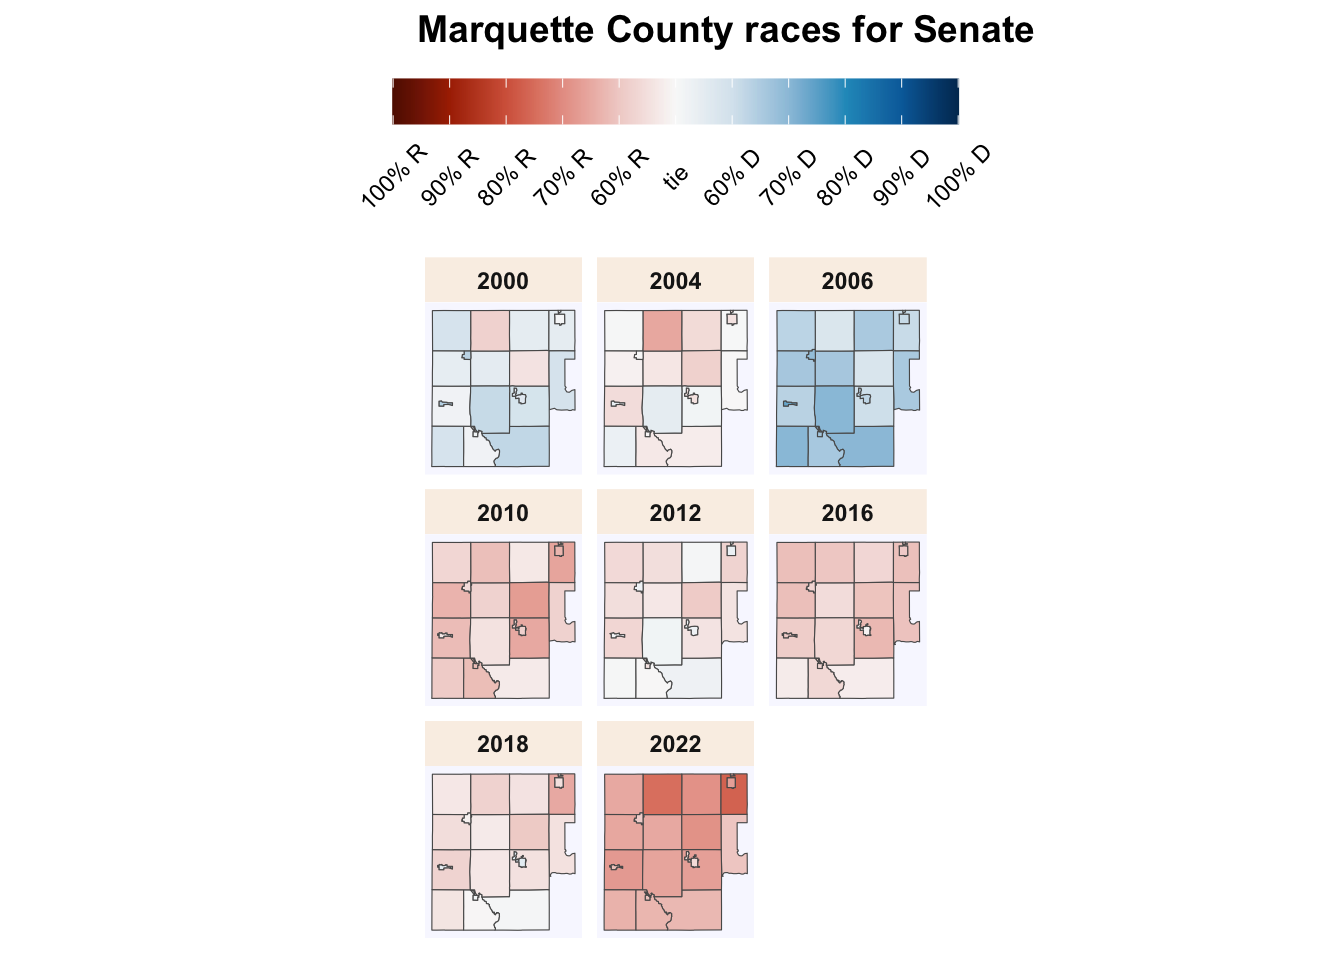 Marquette County races for Senate
100% R
90% R
80% R
70% R
60% R
tie
60% D
70% D
80% D
90% D
100% D
2000
2004
2006
2010
2012
2016
2018
2022